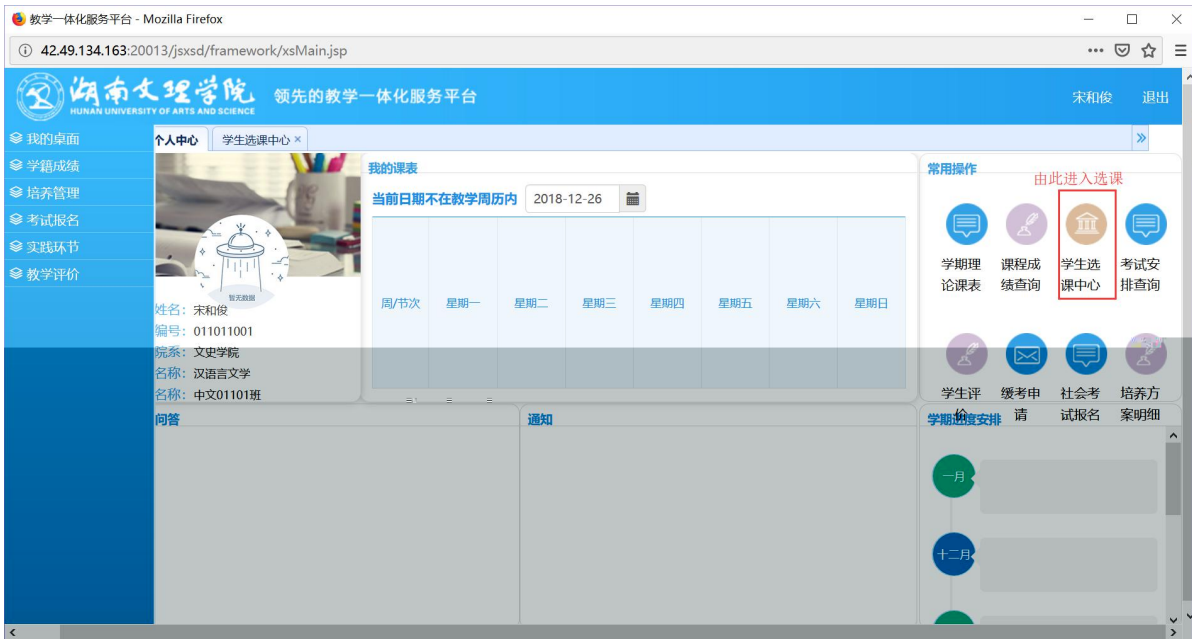 教学一体化服务平台 - Mozilla Firefox
42.49.134.163:20013/jsxsd/framework/xsMain.jsp
湖南文理学院
HUNAN UNIVERSITY OF ARTS AND SCIENCE
领先的教学一体化服务平台
宋和俊 退出
我的桌面
学籍成绩
培养管理
考试报名
实践环节
教学评价
个人中心 学生选课中心 ×
暂无数据
姓名: 宋和俊
编号: 011011001
院系: 文史学院
名称: 汉语言文学
名称: 中文01101班
我的课表
当前日期不在教学周历内 2018-12-26
周/节次 星期一 星期二 星期三 星期四 星期五 星期六 星期日
常用操作
由此进入选课
学期理论课表
课程成绩查询
学生选课中心
考试安排查询
学生评价
缓考申请
社会考试报名
培养方案明细
问答
通知
学期进度安排
一月
十二月